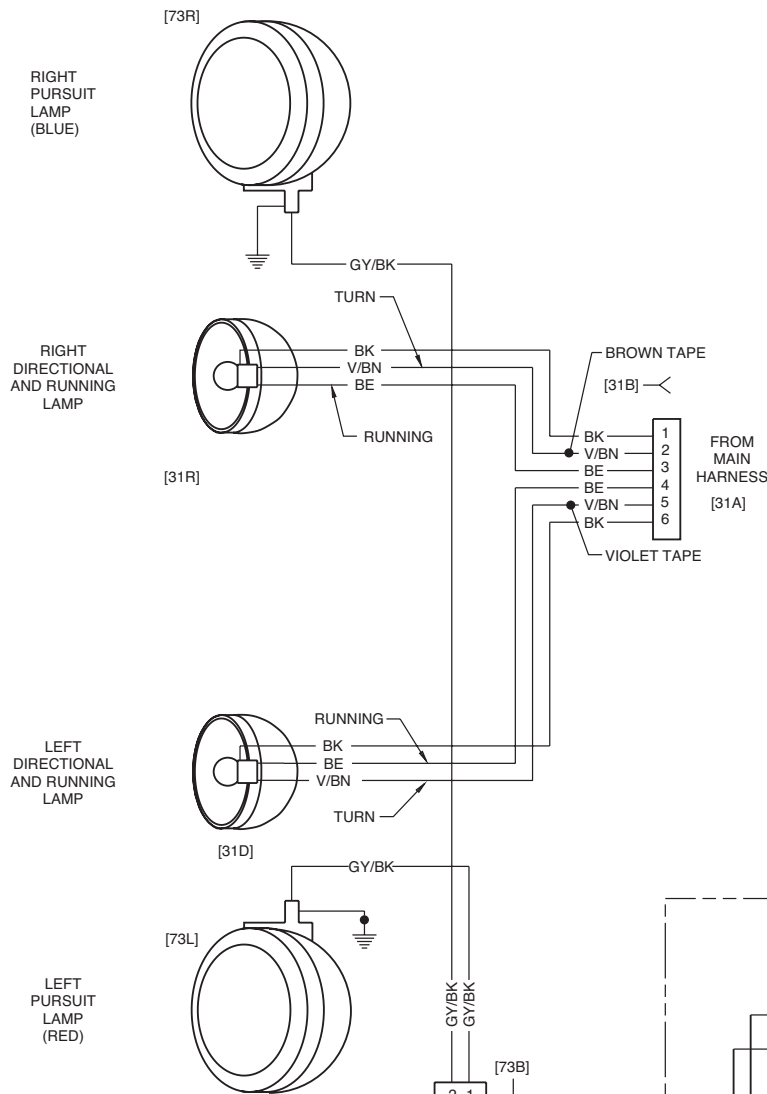 [73R]
RIGHT
PURSUIT
LAMP
(BLUE)
GY/BK
TURN
RIGHT
DIRECTIONAL
AND RUNNING
LAMP
BK
V/BN
BE
RUNNING
[31R]
BROWN TAPE
[31B]
BK
V/BN
BE
BE
V/BN
BK
1
2
3
4
5
6
FROM
MAIN
HARNESS
[31A]
VIOLET TAPE
LEFT
DIRECTIONAL
AND RUNNING
LAMP
RUNNING
BK
BE
V/BN
TURN
[31D]
GY/BK
[73L]
LEFT
PURSUIT
LAMP
(RED)
GY/BK
GY/BK
[73B]
2 1